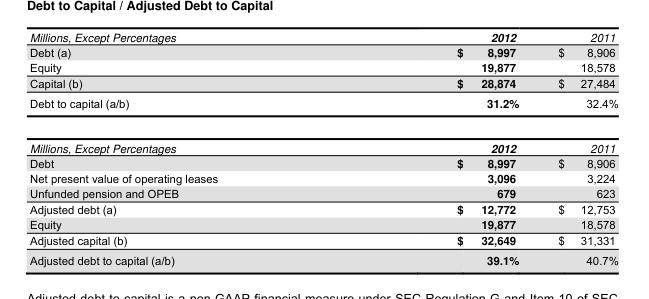 Debt to Capital / Adjusted Debt to Capital
Millions, Except Percentages 2012 2011
Debt (a) $ 8,997 $ 8,906
Equity 19,877 18,578
Capital (b) $ 28,874 $ 27,484
Debt to capital (a/b) 31.2% 32.4%
Millions, Except Percentages 2012 2011
Debt $ 8,997 $ 8,906
Net present value of operating leases 3,096 3,224
Unfunded pension and OPEB 679 623
Adjusted debt (a) $ 12,772 $ 12,753
Equity 19,877 18,578
Adjusted capital (b) $ 32,649 $ 31,331
Adjusted debt to capital (a/b) 39.1% 40.7%
Adjusted debt to capital is a non-GAAP financial measure under SEC Regulation G and Item 10 of SEC